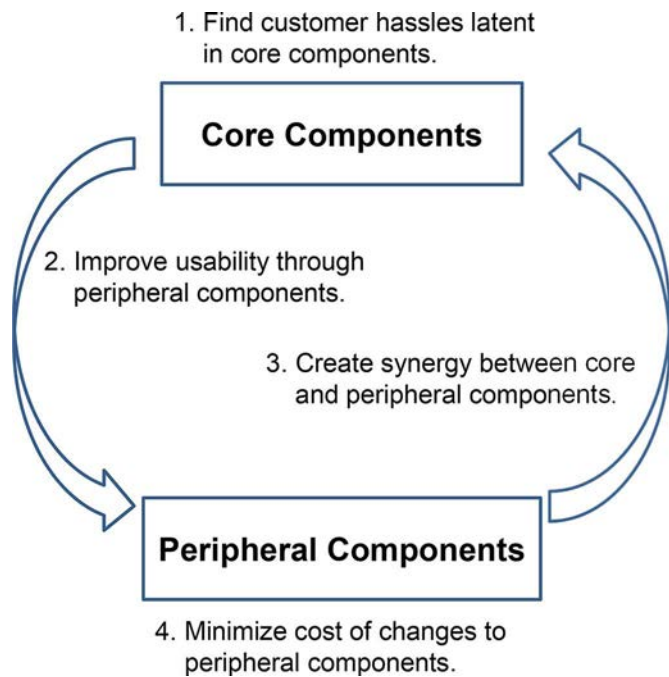 1. Find customer hassles latent
in core components.
Core Components
2. Improve usability through
peripheral components.
3. Create synergy between core
and peripheral components.
Peripheral Components
4. Minimize cost of changes to
peripheral components.